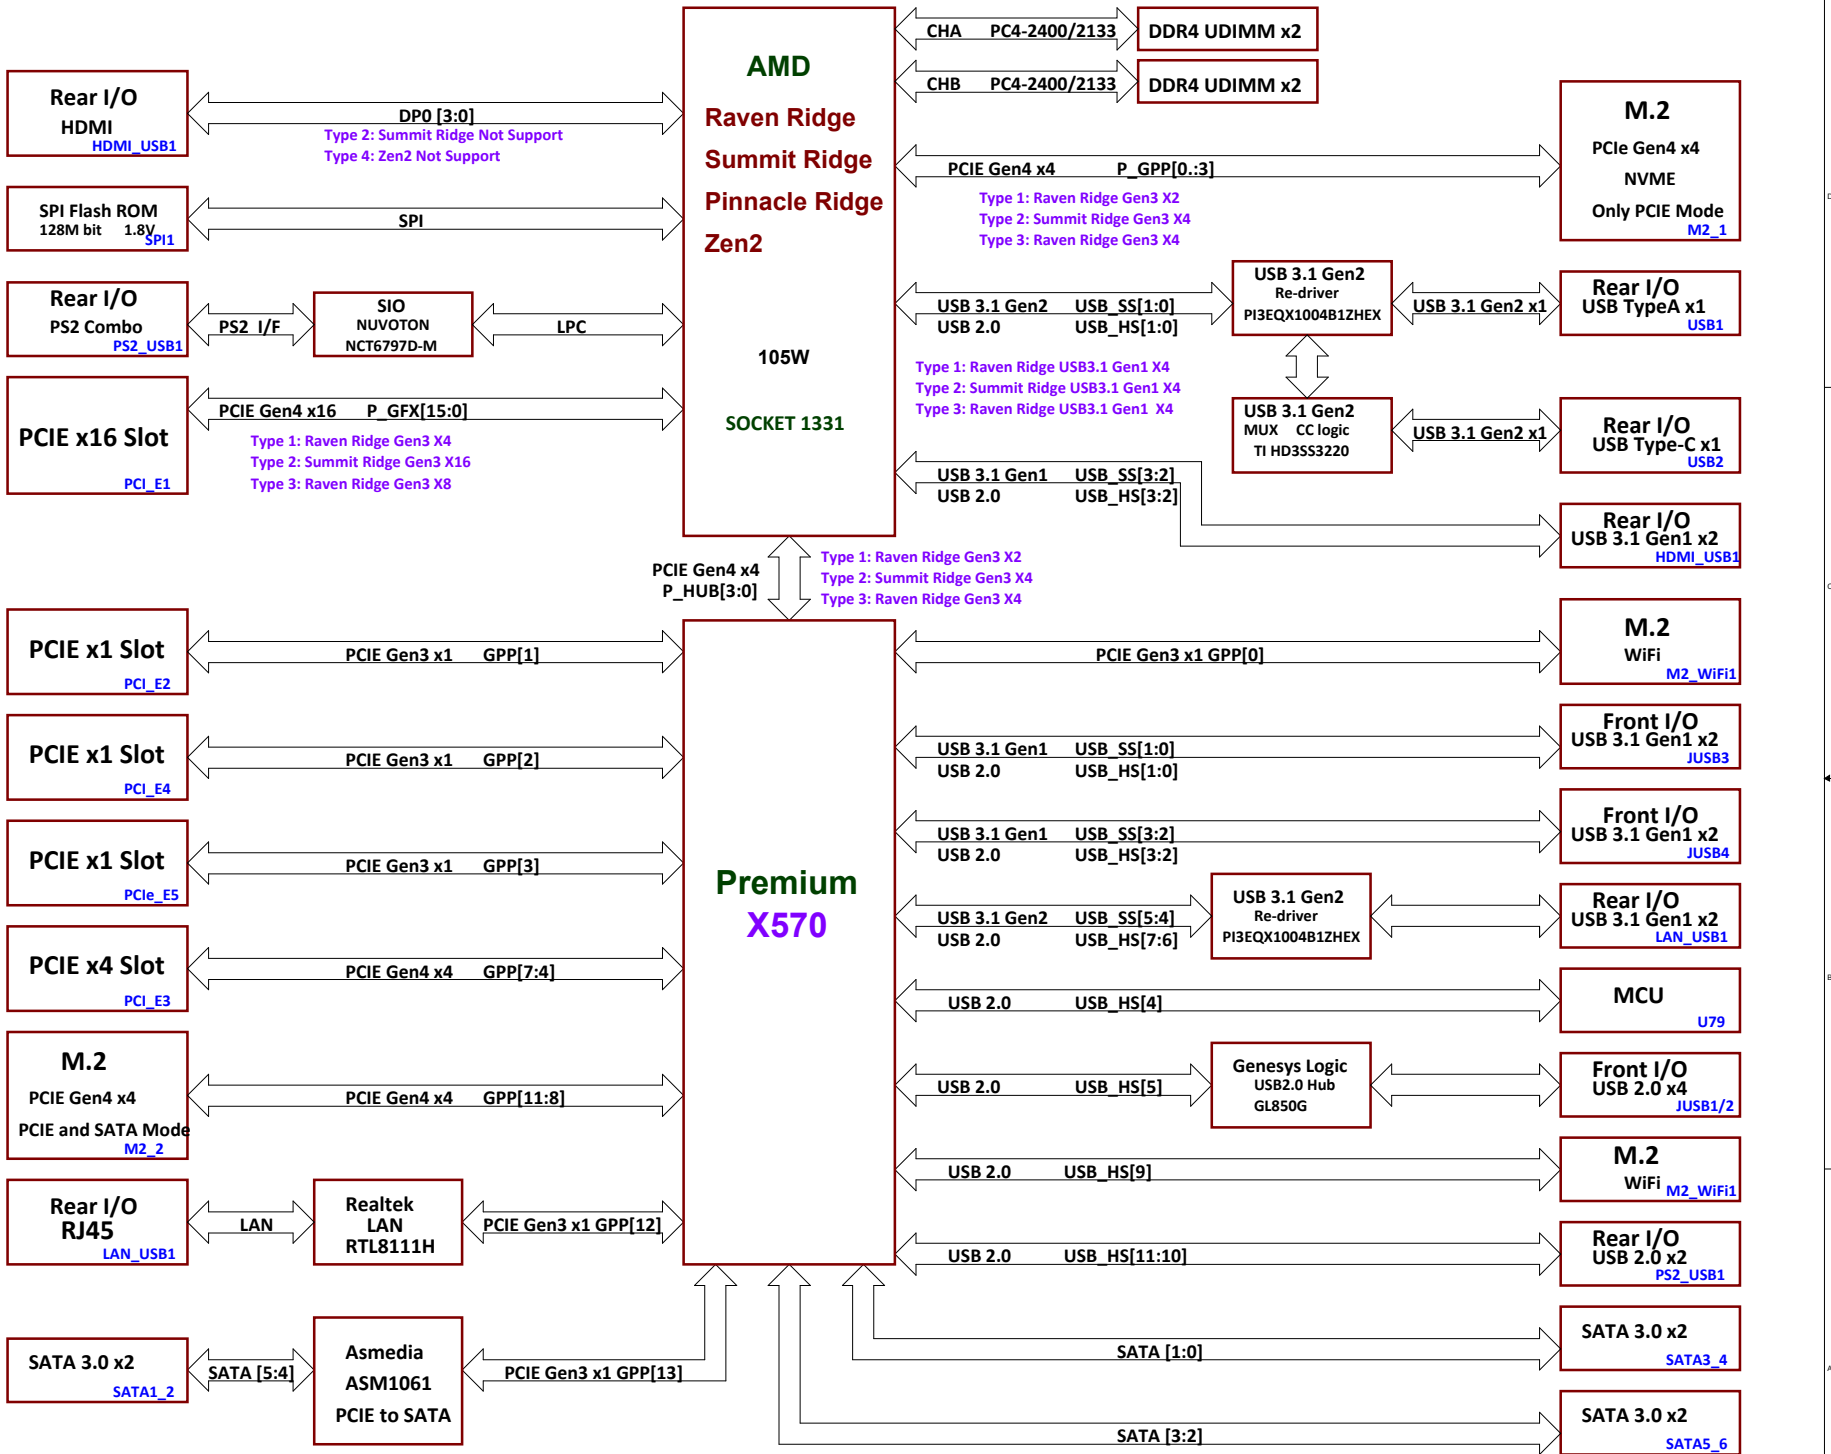 AMD
Raven Ridge
Summit Ridge
Pinnacle Ridge
Zen2
105W
SOCKET 1331
CHA PC4-2400/2133
DDR4 UDIMM x2
CHB PC4-2400/2133
DDR4 UDIMM x2
Rear I/O
HDMI
HDMI_USB1
DP0 [3:0]
Type 2: Summit Ridge Not Support
Type 4: Zen2 Not Support
SPI Flash ROM
128M bit 1.8V
SPI1
SPI
Rear I/O
PS2 Combo
PS2_USB1
PS2 I/F
SIO
NUVOTON
NCT6797D-M
LPC
PCIE x16 Slot
PCI_E1
PCIE Gen4 x16 P_GFX[15:0]
Type 1: Raven Ridge Gen3 X4
Type 2: Summit Ridge Gen3 X16
Type 3: Raven Ridge Gen3 X8
M.2
PCIe Gen4 x4
NVME
Only PCIE Mode
M2_1
PCIE Gen4 x4 P_GPP[0.:3]
Type 1: Raven Ridge Gen3 X2
Type 2: Summit Ridge Gen3 X4
Type 3: Raven Ridge Gen3 X4
USB 3.1 Gen2 USB_SS[1:0]
USB 2.0 USB_HS[1:0]
USB 3.1 Gen2
Re-driver
PI3EQX1004B1ZHEX
USB 3.1 Gen2 x1
Rear I/O
USB TypeA x1
USB1
Type 1: Raven Ridge USB3.1 Gen1 X4
Type 2: Summit Ridge USB3.1 Gen1 X4
Type 3: Raven Ridge USB3.1 Gen1 X4
USB 3.1 Gen2
MUX CC logic
TI HD3SS3220
USB 3.1 Gen2 x1
Rear I/O
USB Type-C x1
USB2
USB 3.1 Gen1 USB_SS[3:2]
USB 2.0 USB_HS[3:2]
Rear I/O
USB 3.1 Gen1 x2
HDMI_USB1
PCIE Gen4 x4
P_HUB[3:0]
Type 1: Raven Ridge Gen3 X2
Type 2: Summit Ridge Gen3 X4
Type 3: Raven Ridge Gen3 X4
Premium
X570
PCIE x1 Slot
PCI_E2
PCIE Gen3 x1 GPP[1]
PCIE x1 Slot
PCI_E4
PCIE Gen3 x1 GPP[2]
PCIE x1 Slot
PCIe_E5
PCIE Gen3 x1 GPP[3]
PCIE x4 Slot
PCI_E3
PCIE Gen4 x4 GPP[7:4]
M.2
PCIE Gen4 x4
PCIE and SATA Mode
M2_2
PCIE Gen4 x4 GPP[11:8]
Rear I/O
RJ45
LAN_USB1
LAN
Realtek
LAN
RTL8111H
PCIE Gen3 x1 GPP[12]
SATA 3.0 x2
SATA1_2
SATA [5:4]
Asmedia
ASM1061
PCIE to SATA
PCIE Gen3 x1 GPP[13]
PCIE Gen3 x1 GPP[0]
M.2
WiFi
M2_WiFi1
USB 3.1 Gen1 USB_SS[1:0]
USB 2.0 USB_HS[1:0]
Front I/O
USB 3.1 Gen1 x2
JUSB3
USB 3.1 Gen1 USB_SS[3:2]
USB 2.0 USB_HS[3:2]
Front I/O
USB 3.1 Gen1 x2
JUSB4
USB 3.1 Gen2 USB_SS[5:4]
USB 2.0 USB_HS[7:6]
USB 3.1 Gen2
Re-driver
PI3EQX1004B1ZHEX
Rear I/O
USB 3.1 Gen1 x2
LAN_USB1
USB 2.0 USB_HS[4]
MCU
U79
USB 2.0 USB_HS[5]
Genesys Logic
USB2.0 Hub
GL850G
Front I/O
USB 2.0 x4
JUSB1/2
USB 2.0 USB_HS[9]
M.2
WiFi
M2_WiFi1
USB 2.0 USB_HS[11:10]
Rear I/O
USB 2.0 x2
PS2_USB1
SATA [1:0]
SATA 3.0 x2
SATA3_4
SATA [3:2]
SATA 3.0 x2
SATA5_6
D
C
B
A